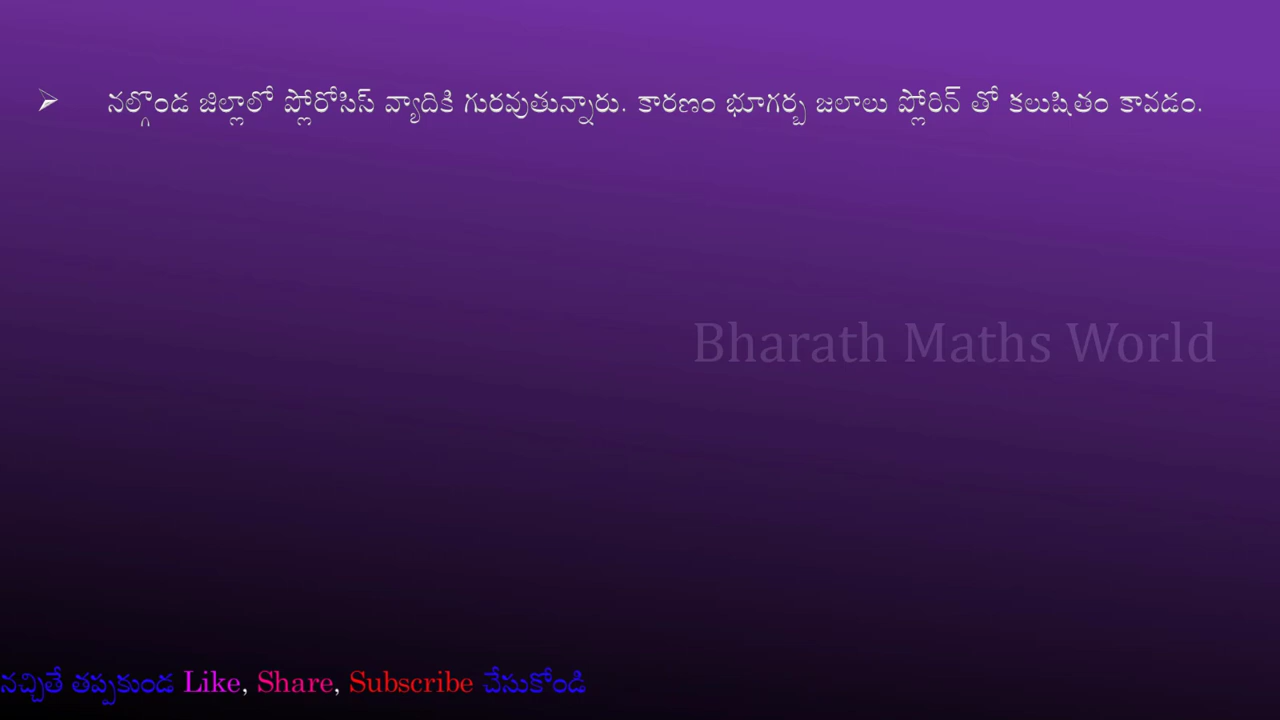 నల్గొండ జిల్లాలో ఫ్లోరోసిస్ వ్యాదికి గురవుతున్నారు. కారణం భూగర్బ జలాలు ఫ్లోరిన్ తో కలుషితం కావడం.
Bharath Maths World
నచ్చితే తప్పకుండ Like, Share, Subscribe చేసుకోండి